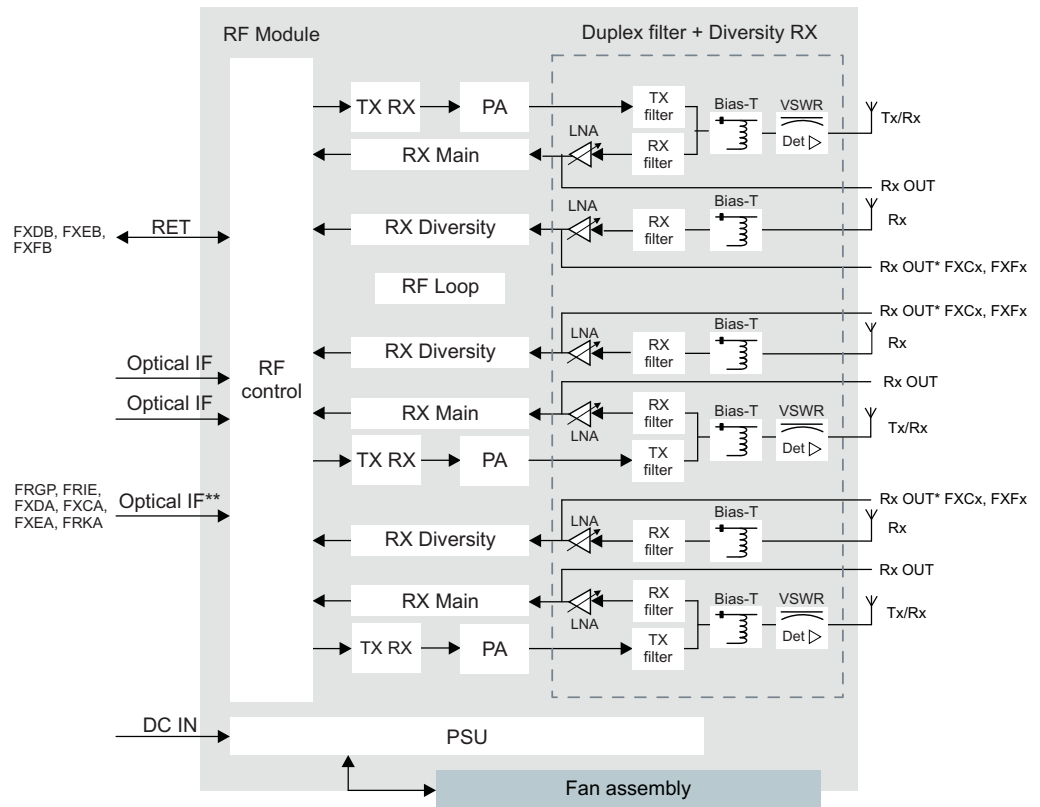 RF Module
Duplex filter + Diversity RX
TX RX
PA
TX
filter
Bias-T
VSWR
Det
Tx/Rx
LNA
RX Main
RX
filter
Rx OUT
FXDB, FXEB,
FXFB
RET
RX Diversity
LNA
RX
filter
Bias-T
Rx
Rx OUT* FXCx, FXFx
RF Loop
Rx OUT* FXCx, FXFx
RX Diversity
LNA
RX
filter
Bias-T
Rx
Optical IF
Optical IF
RF
control
Rx OUT
RX Main
LNA
RX
filter
Bias-T
VSWR
Det
Tx/Rx
TX RX
PA
TX
filter
FRGP, FRIE,
FXDA, FXCA,
FXEA, FRKA
Optical IF**
Rx OUT* FXCx, FXFx
RX Diversity
LNA
RX
filter
Bias-T
Rx
Rx OUT
RX Main
LNA
RX
filter
Bias-T
VSWR
Det
Tx/Rx
TX RX
PA
TX
filter
DC IN
PSU
Fan assembly